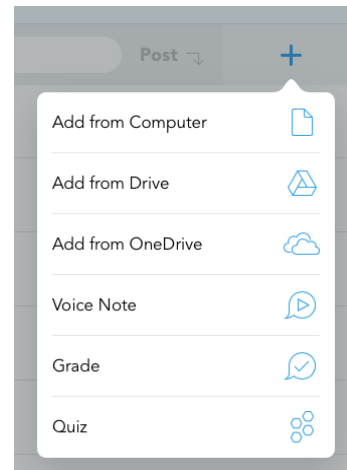 Post
Add from Computer
Add from Drive
Add from OneDrive
Voice Note
Grade
Quiz